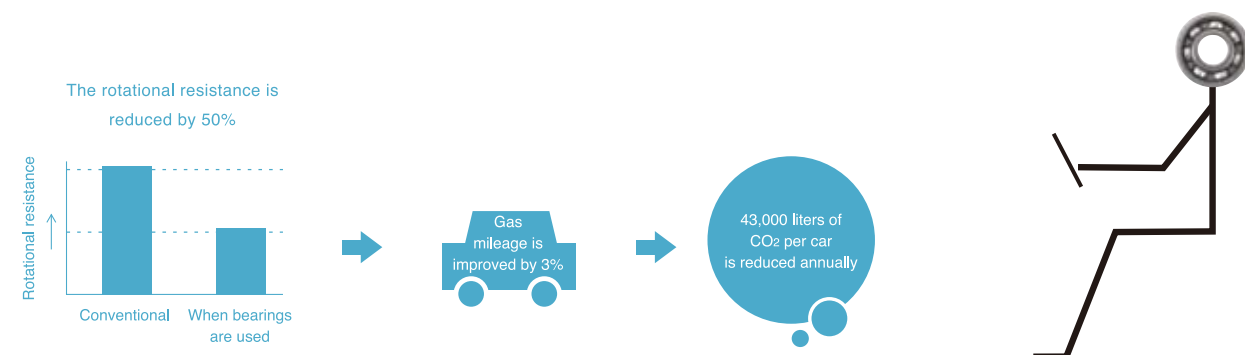 The rotational resistance is
reduced by 50%
Rotational resistance
Conventional
When bearings
are used
Gas
mileage is
improved by 3%
43,000 liters of
CO₂ per car
is reduced annually